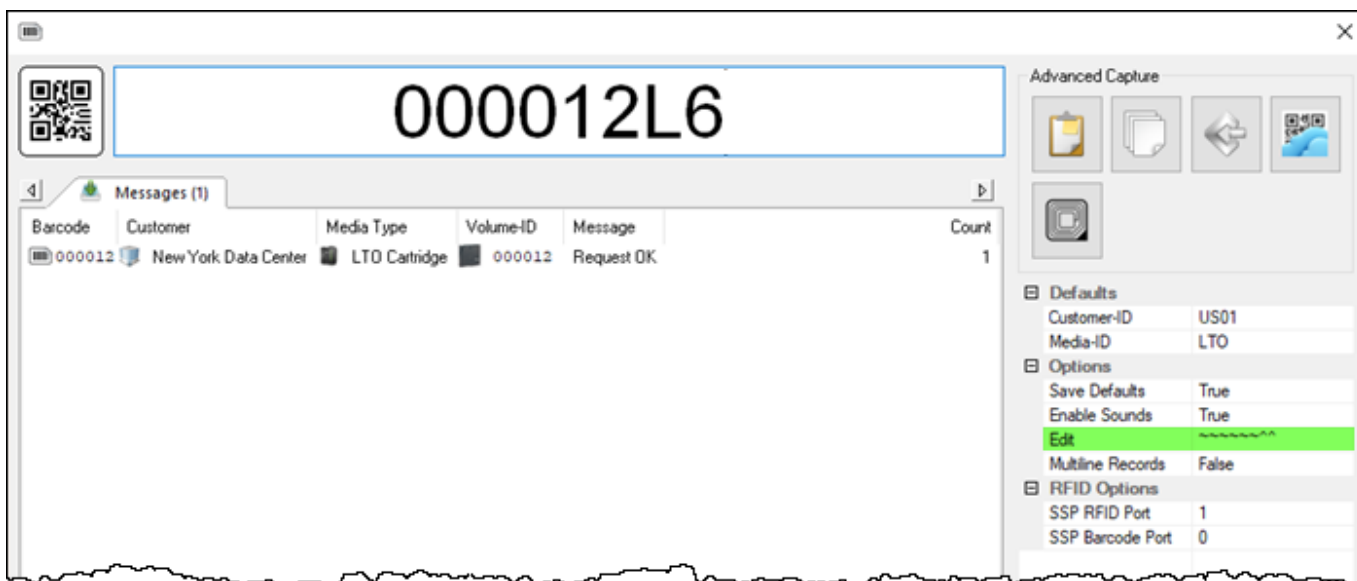 000012L6
Messages (1)
Barcode Customer Media Type Volume-ID Message Count
000012 New York Data Center LTO Cartridge 000012 Request OK 1
Advanced Capture
Defaults
Customer-ID US01
Media-ID LTO
Options
Save Defaults True
Enable Sounds True
Edit ~~~~~~^^
Multiline Records False
RFID Options
SSP RFID Port 1
SSP Barcode Port 0